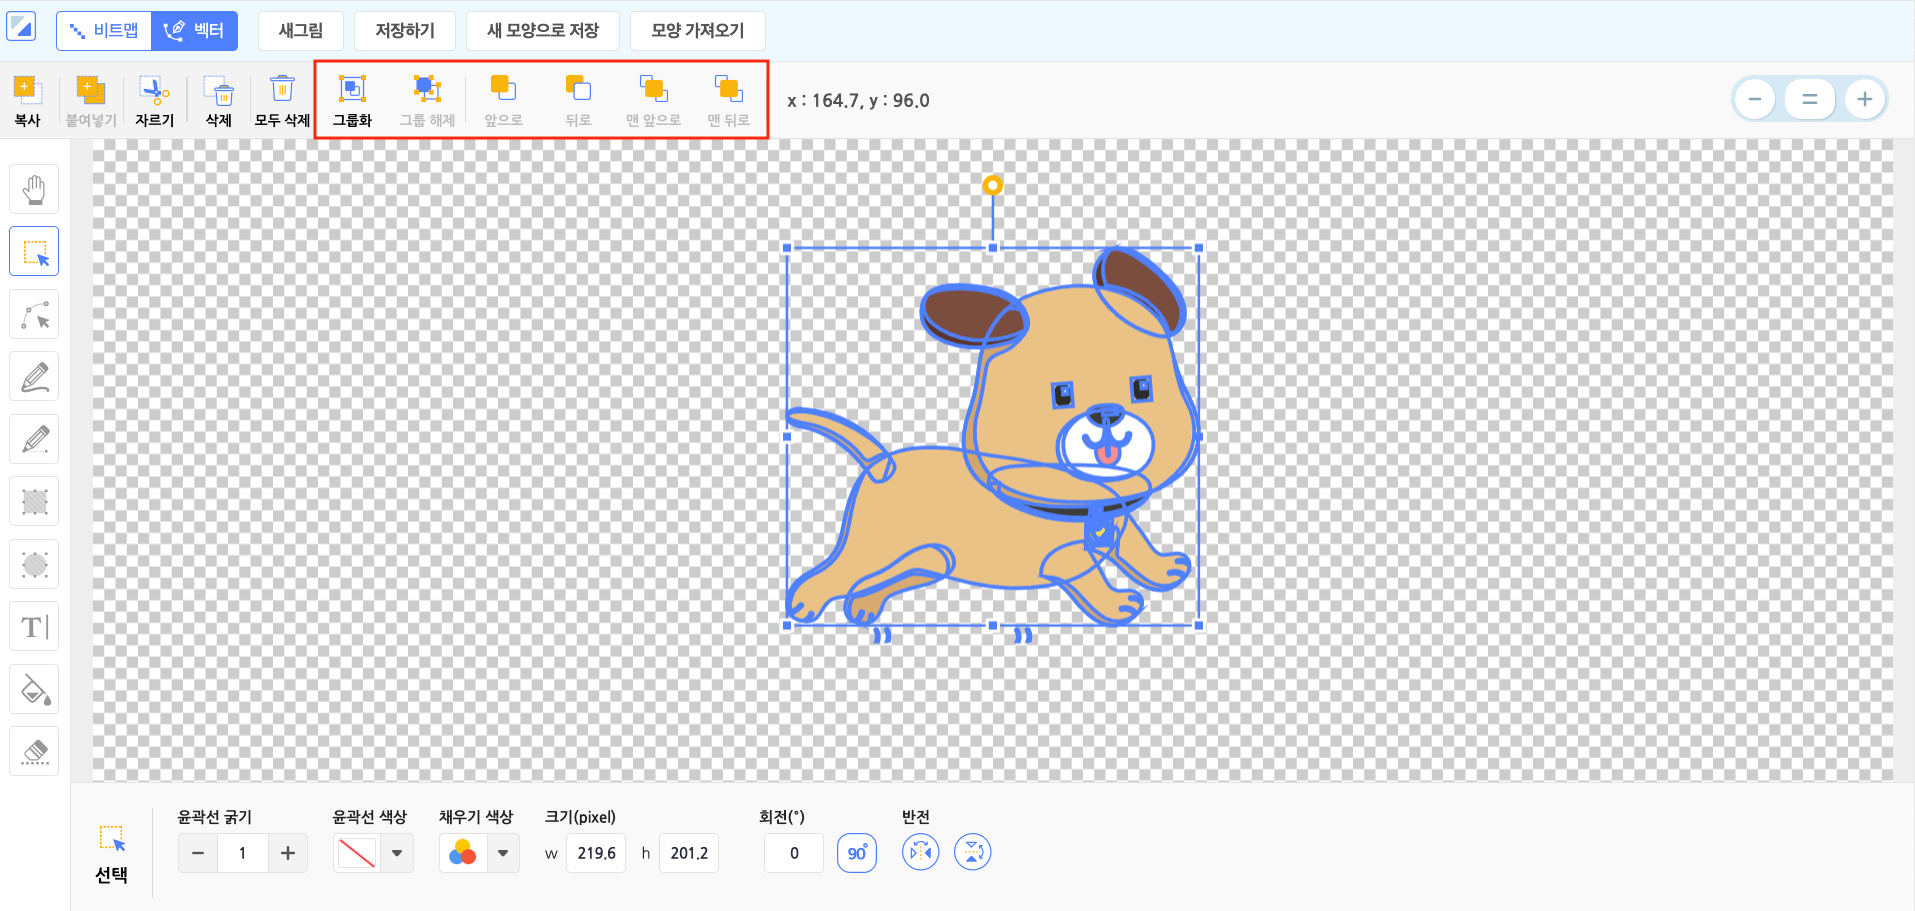 비트맵 벡터 새그림 저장하기 새 모양으로 저장 모양 가져오기
복사 붙여넣기 자르기 삭제 모두 삭제 그룹화 그룹 해제 앞으로 뒤로 맨 앞으로 맨 뒤로 x : 164.7, y : 96.0
T
윤곽선 굵기 윤곽선 색상 채우기 색상 크기(pixel) 회전(°) 반전
1 w 219.6 h 201.2 0 90°
선택